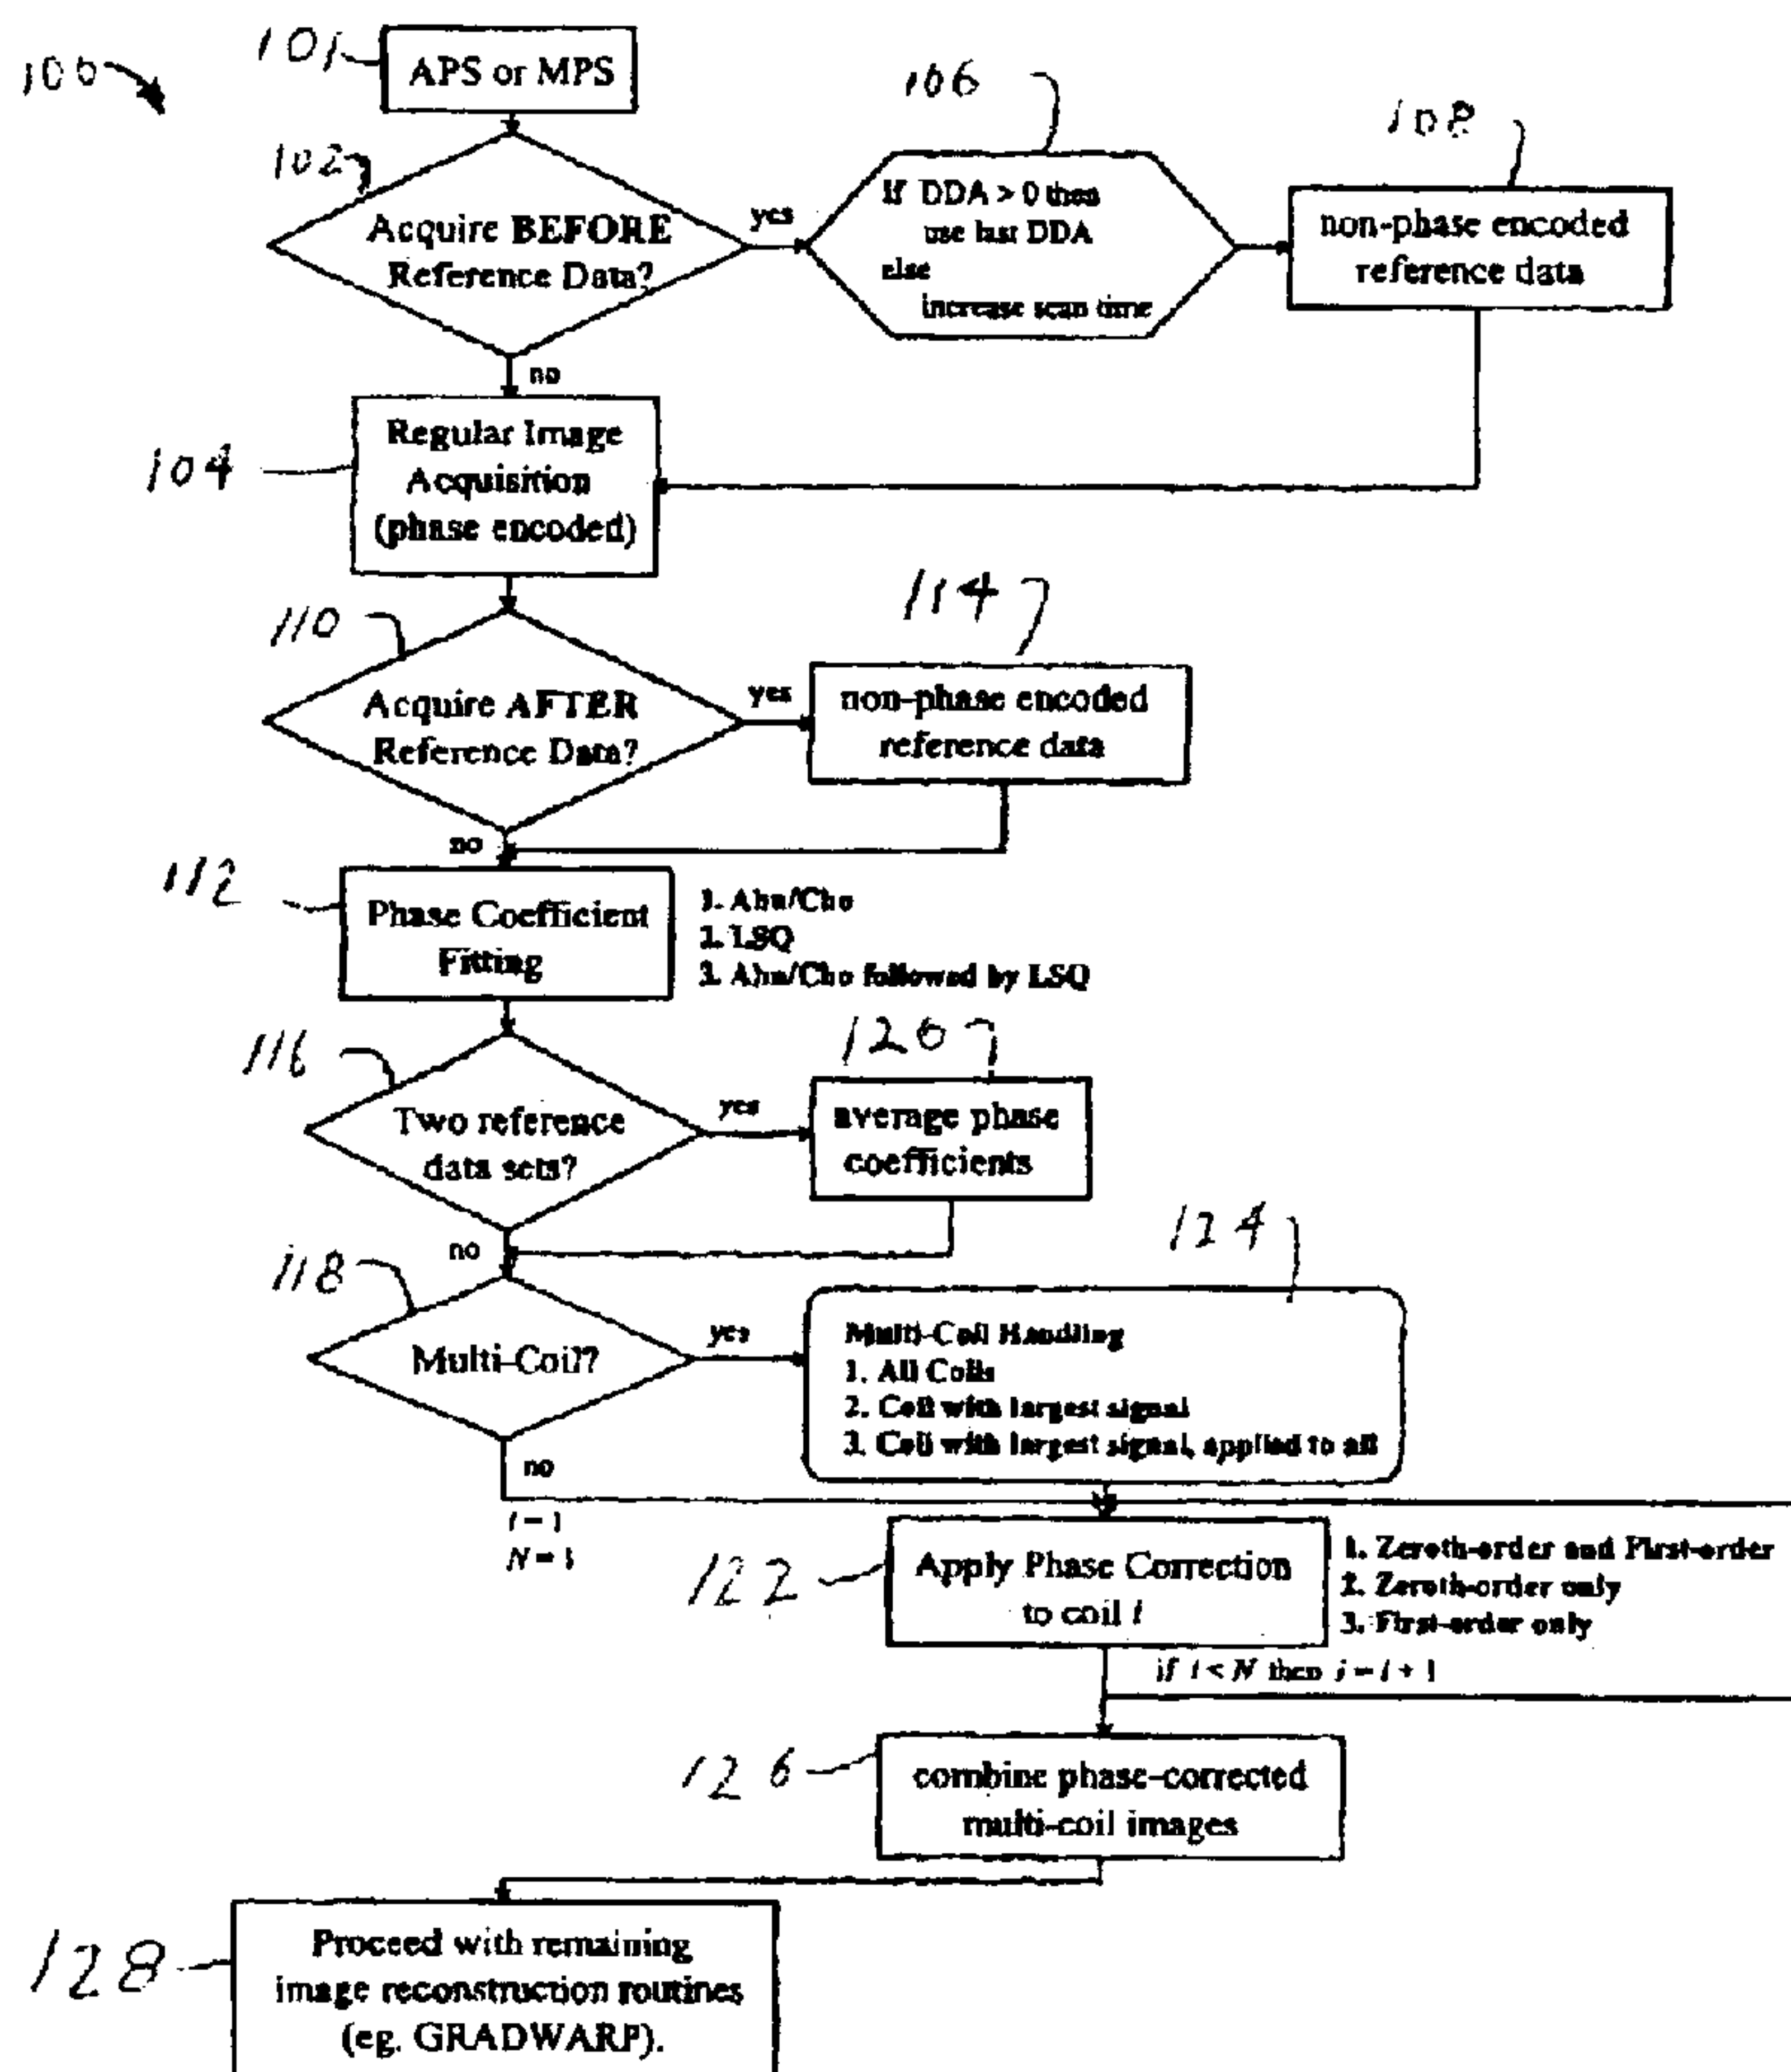 100
101
APS or MPS
102
Acquire BEFORE
Reference Data?
yes
106
If DDA > 0 then
use last DDA
else
increase scan time
108
non-phase encoded
reference data
no
104
Regular Image
Acquisition
(phase encoded)
110
Acquire AFTER
Reference Data?
yes
114
non-phase encoded
reference data
no
112
Phase Coefficient
Fitting
1. Ahn/Cho
2. LSQ
3. Ahn/Cho followed by LSQ
116
Two reference
data sets?
yes
120
average phase
coefficients
no
118
Multi-Coil?
yes
124
Multi-Coil Handling
1. All Coils
2. Coil with largest signal
3. Coil with largest signal, applied to all
no
i = 1
N = 1
122
Apply Phase Correction
to coil i
1. Zeroth-order and First-order
2. Zeroth-order only
3. First-order only
if i < N then i = i + 1
126
combine phase-corrected
multi-coil images
128
Proceed with remaining
image reconstruction routines
(eg. GRADWARP).